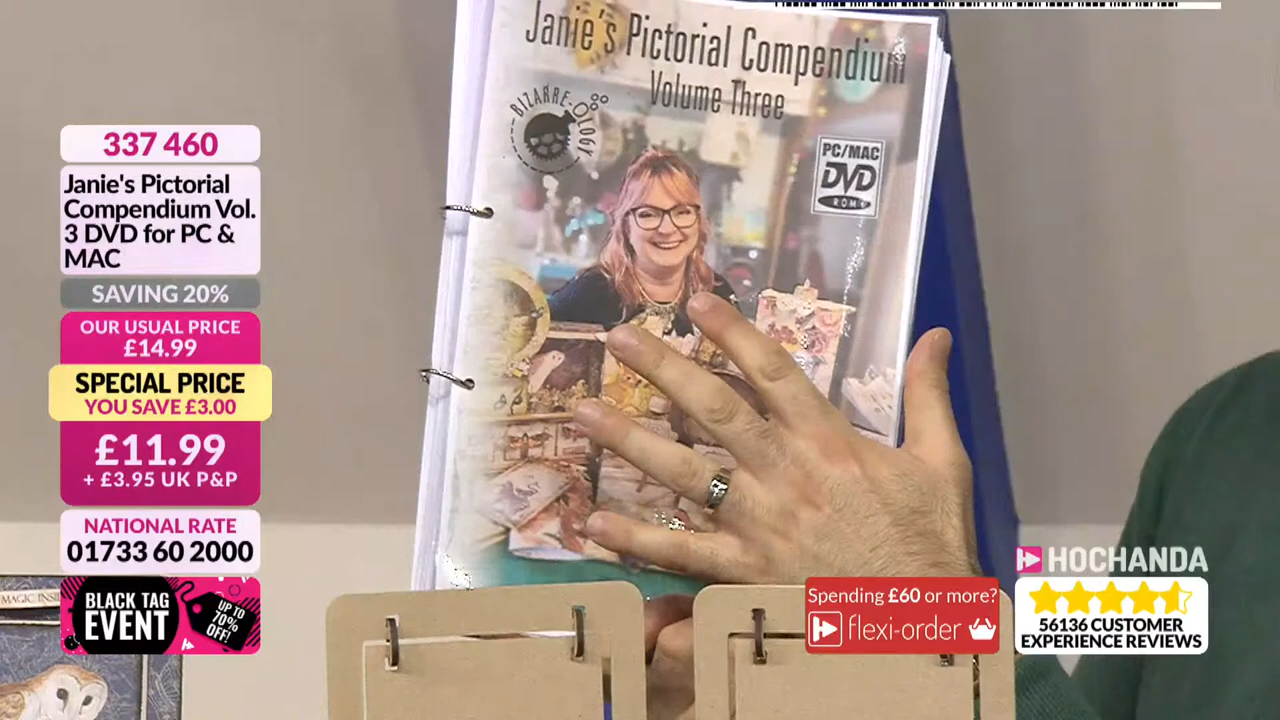 Janie's Pictorial Compendium
Volume Three
BIZARRE-OLOGY
PC/MAC
DVD
ROM
337 460
Janie's Pictorial
Compendium Vol.
3 DVD for PC &
MAC
SAVING 20%
OUR USUAL PRICE
£14.99
SPECIAL PRICE
YOU SAVE £3.00
£11.99
+ £3.95 UK P&P
NATIONAL RATE
01733 60 2000
BLACK TAG
EVENT
UP TO
70%
OFF!
MAGIC
Spending £60 or more?
flexi-order
HOCHANDA
56136 CUSTOMER
EXPERIENCE REVIEWS